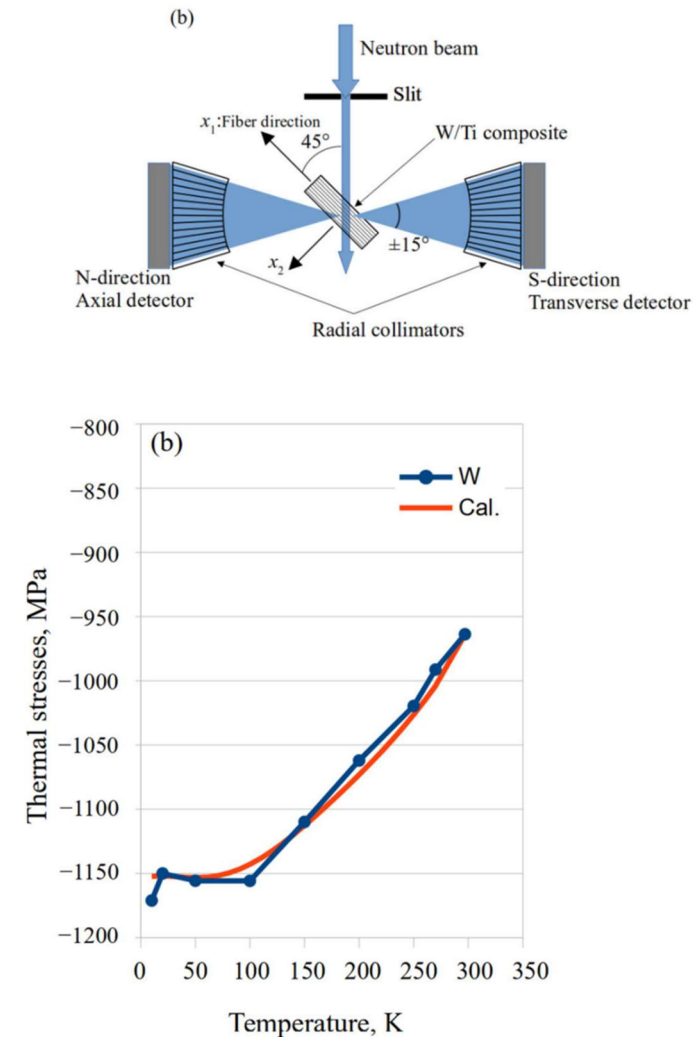 (b)
Neutron beam
Slit
x₁:Fiber direction
45°
W/Ti composite
±15°
x₂
N-direction
Axial detector
S-direction
Transverse detector
Radial collimators
(b)
W
Cal.
Thermal stresses, MPa
−800
−850
−900
−950
−1000
−1050
−1100
−1150
−1200
0 50 100 150 200 250 300 350
Temperature, K